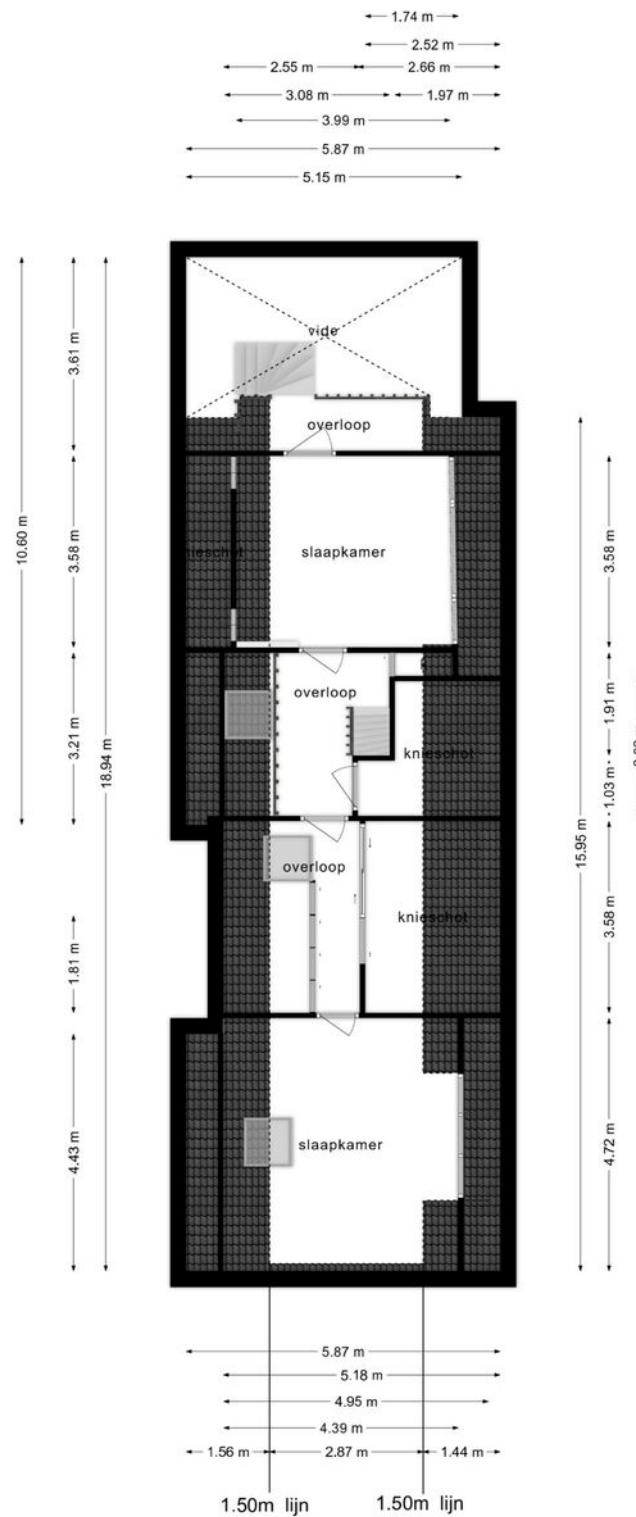 1.74 m
2.52 m
2.55 m
2.66 m
3.08 m
1.97 m
3.99 m
5.87 m
5.15 m
vide
3.61 m
overloop
10.60 m
3.58 m
knieschot
slaapkamer
3.58 m
overloop
1.91 m
3.21 m
18.94 m
knieschot
1.03 m
15.95 m
overloop
knieschot
3.58 m
1.81 m
slaapkamer
4.43 m
4.72 m
5.87 m
5.18 m
4.95 m
4.39 m
1.56 m
2.87 m
1.44 m
1.50m lijn
1.50m lijn